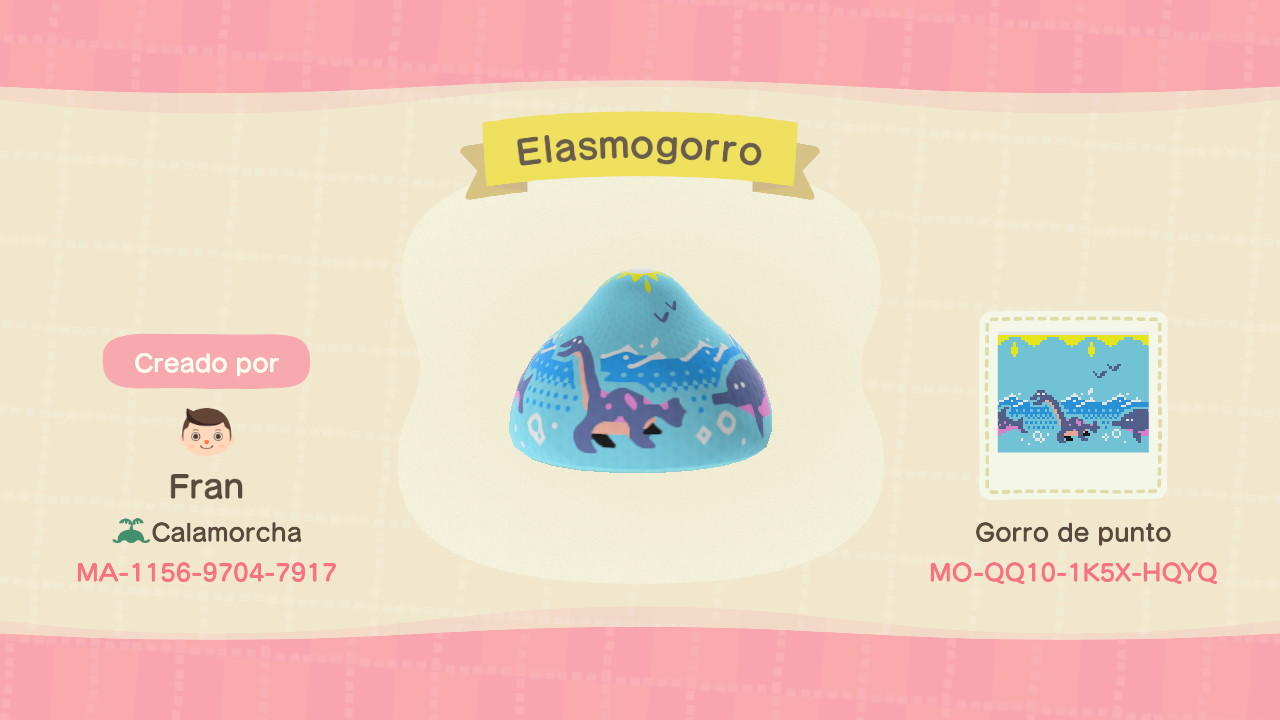 Elasmogorro
Creado por
Fran
Calamorcha
MA-1156-9704-7917
Gorro de punto
MO-QQ10-1K5X-HQYQ